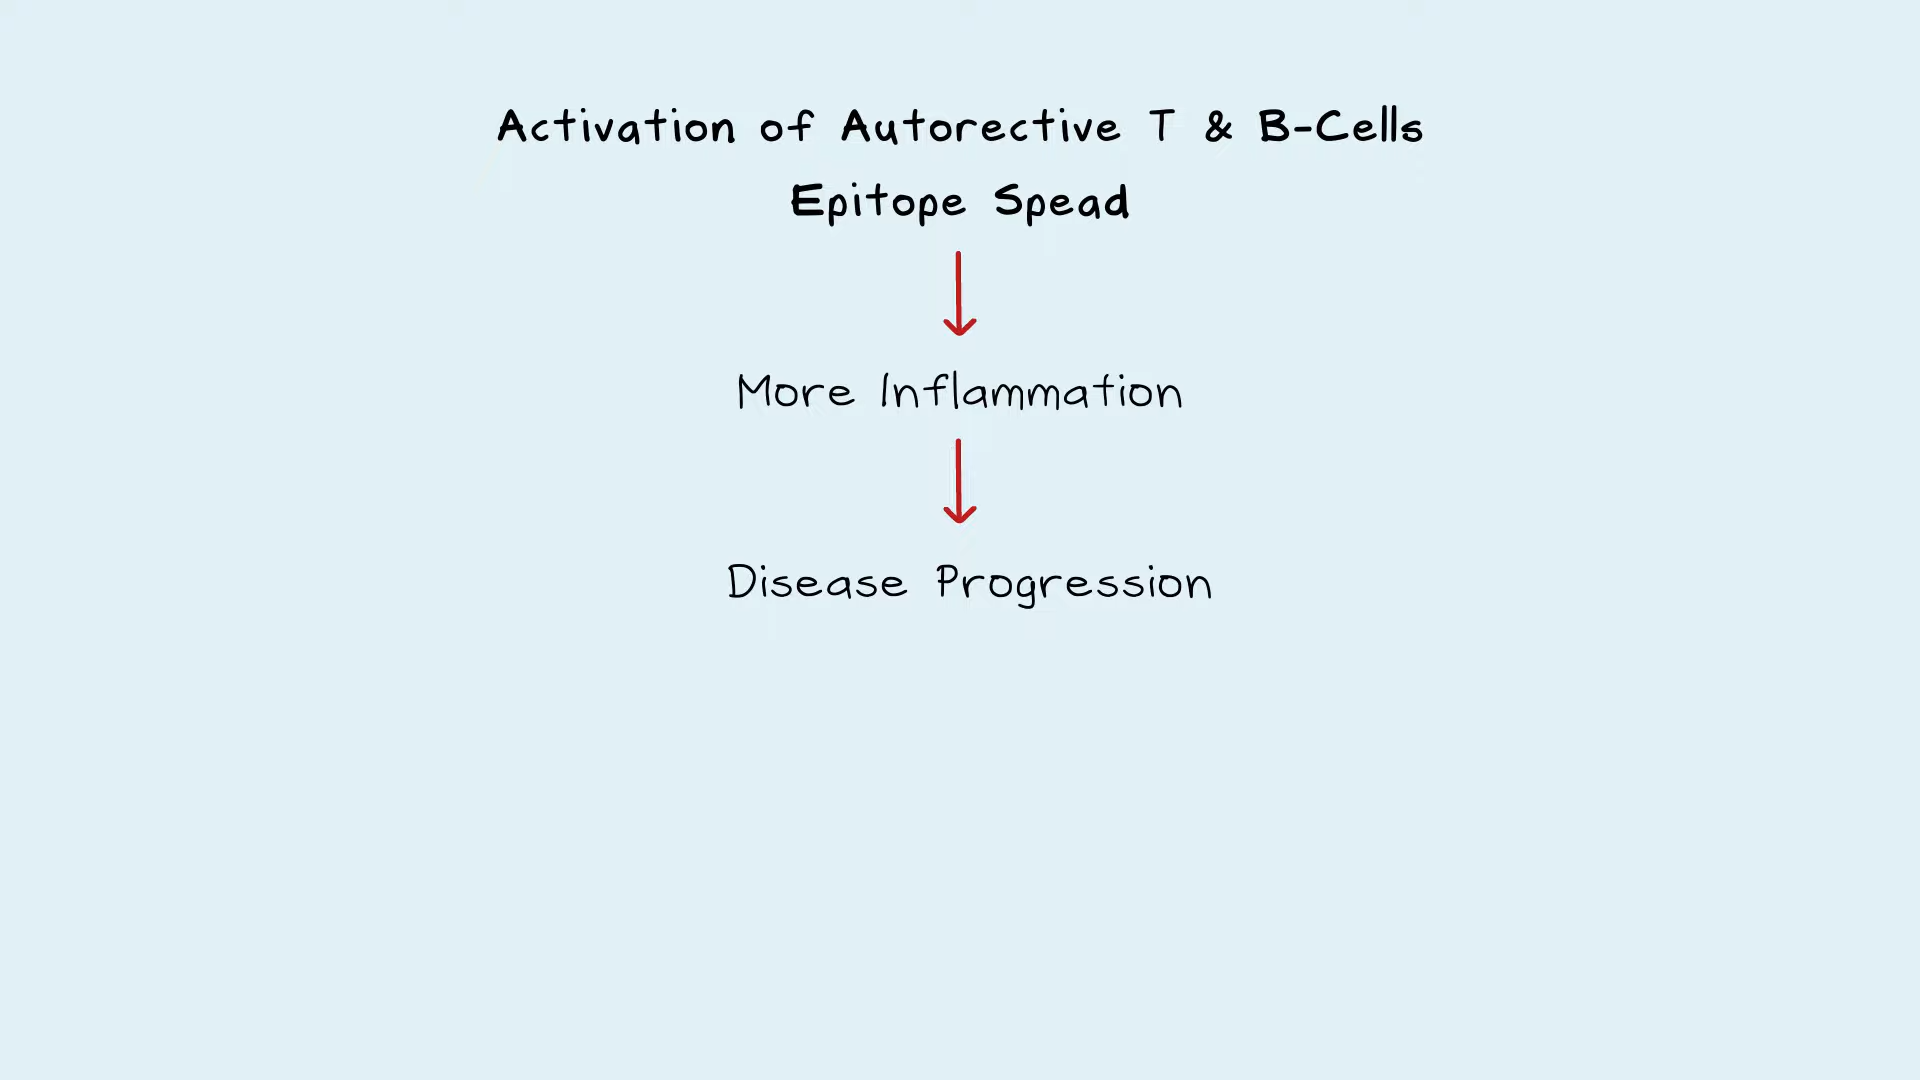 Activation of Autorective T & B-Cells
Epitope Spead
More Inflammation
Disease Progression